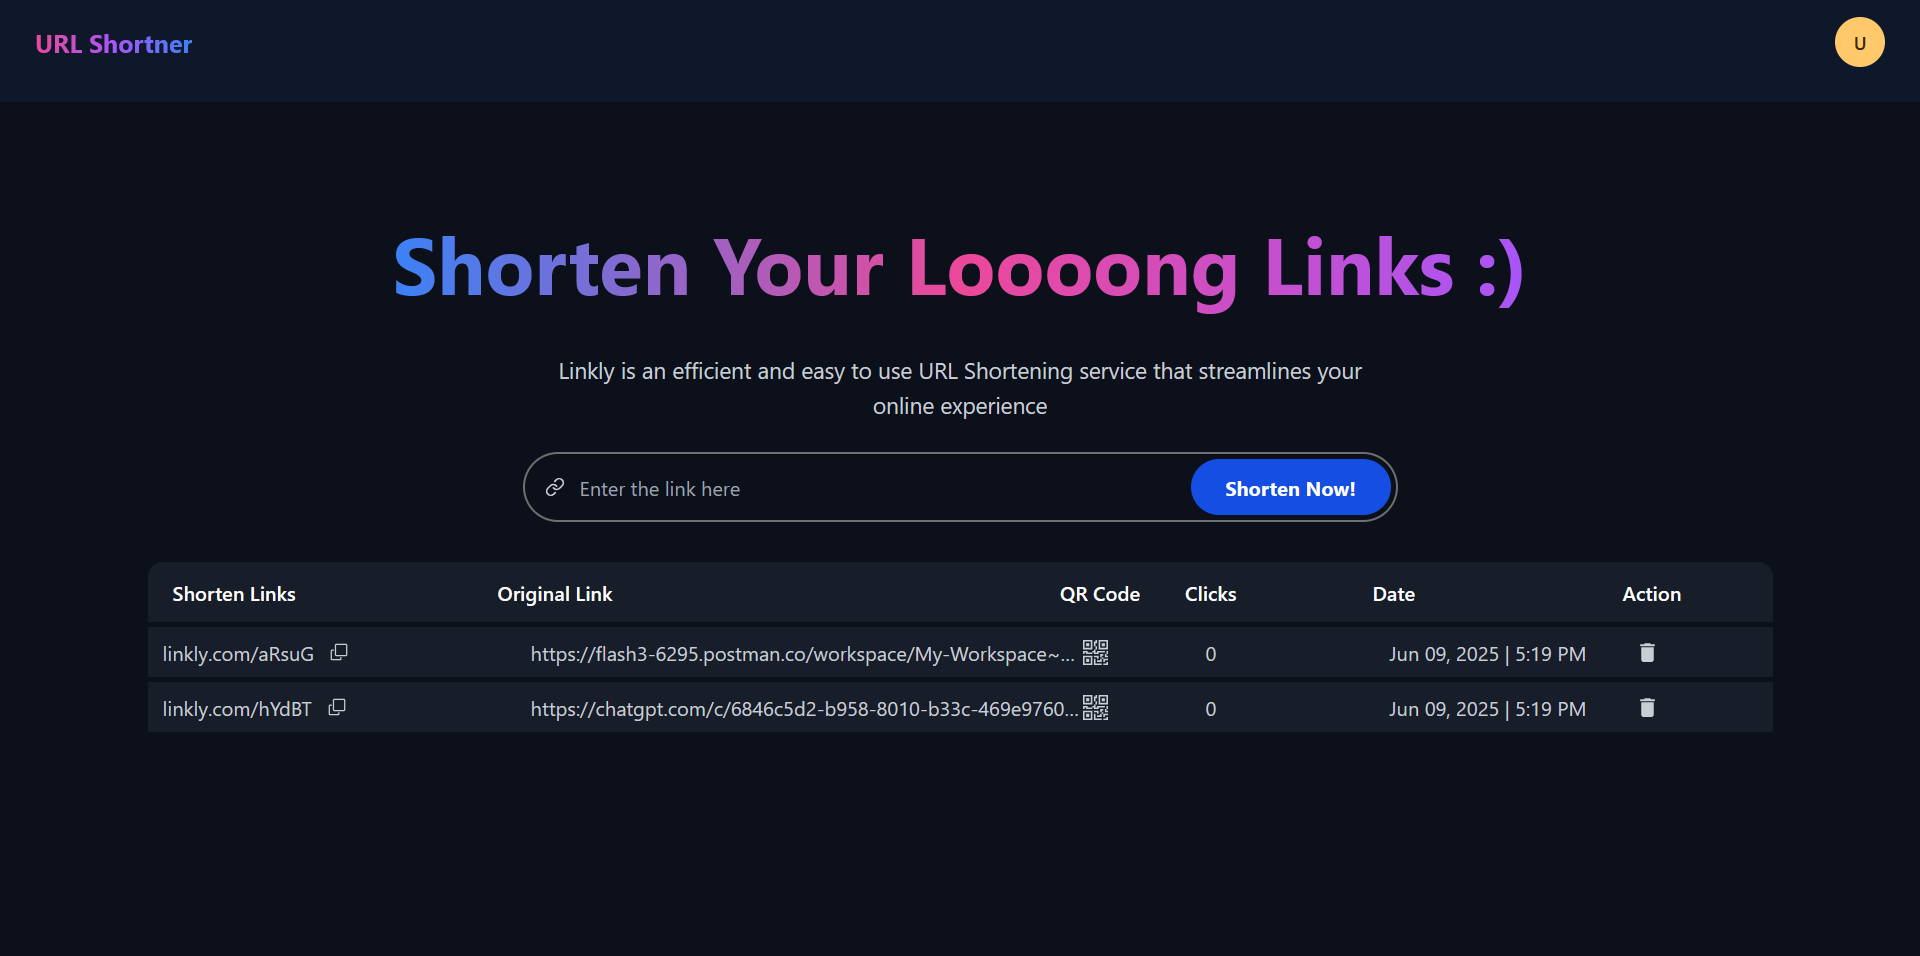 URL Shortner
U
Shorten Your Loooong Links :)
Linkly is an efficient and easy to use URL Shortening service that streamlines your
online experience
Enter the link here
Shorten Now!
Shorten Links Original Link QR Code Clicks Date Action
linkly.com/aRsuG https://flash3-6295.postman.co/workspace/My-Workspace~... 0 Jun 09, 2025 | 5:19 PM
linkly.com/hYdBT https://chatgpt.com/c/6846c5d2-b958-8010-b33c-469e9760... 0 Jun 09, 2025 | 5:19 PM